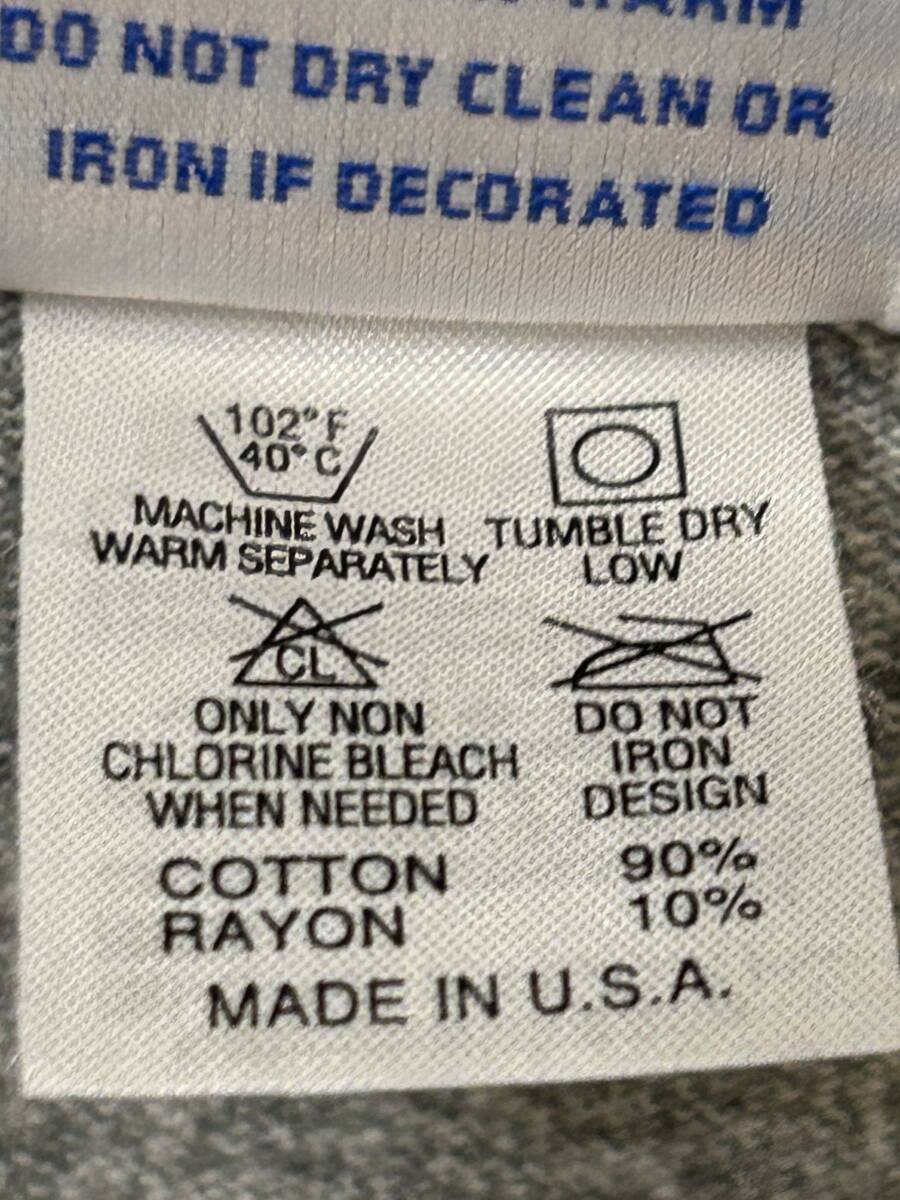 WARM
DO NOT DRY CLEAN OR
IRON IF DECORATED
102°F
40°C
MACHINE WASH
WARM SEPARATELY
TUMBLE DRY
LOW
CL
ONLY NON
CHLORINE BLEACH
WHEN NEEDED
DO NOT
IRON
DESIGN
COTTON 90%
RAYON 10%
MADE IN U.S.A.